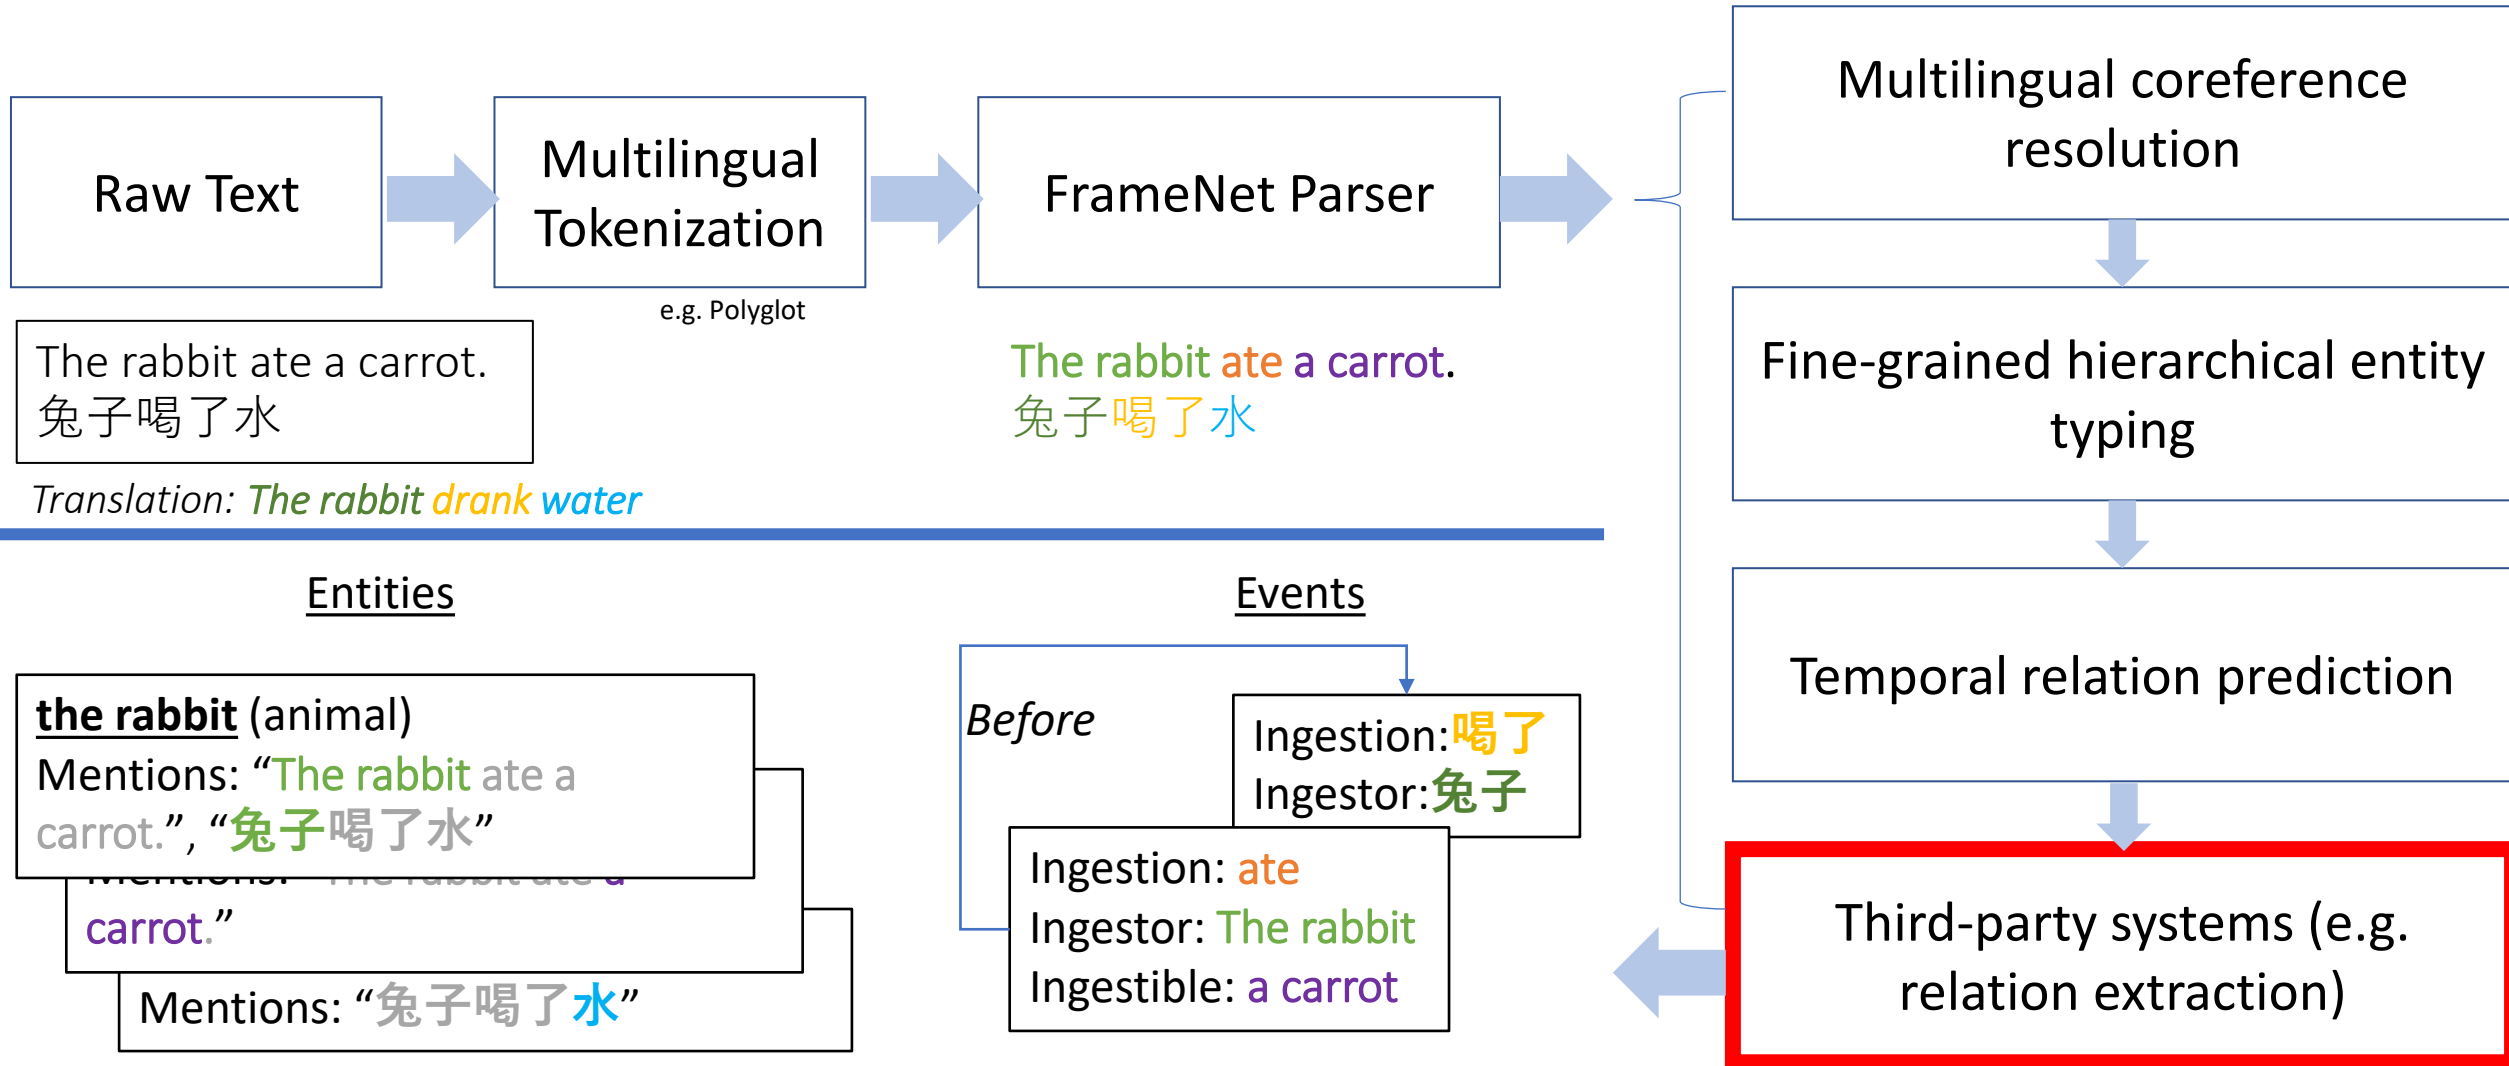 Raw Text
Multilingual
Tokenization
e.g. Polyglot
FrameNet Parser
Multilingual coreference
resolution
Fine-grained hierarchical entity
typing
Temporal relation prediction
Third-party systems (e.g.
relation extraction)
The rabbit ate a carrot.
兔子喝了水
Translation: The rabbit drank water
The rabbit ate a carrot.
兔子喝了水
Entities
the rabbit (animal)
Mentions: “The rabbit ate a
carrot.”, “兔子喝了水”
Mentions: “The rabbit ate a
carrot.”
Mentions: “兔子喝了水”
Events
Before
Ingestion:喝了
Ingestor:兔子
Ingestion: ate
Ingestor: The rabbit
Ingestible: a carrot